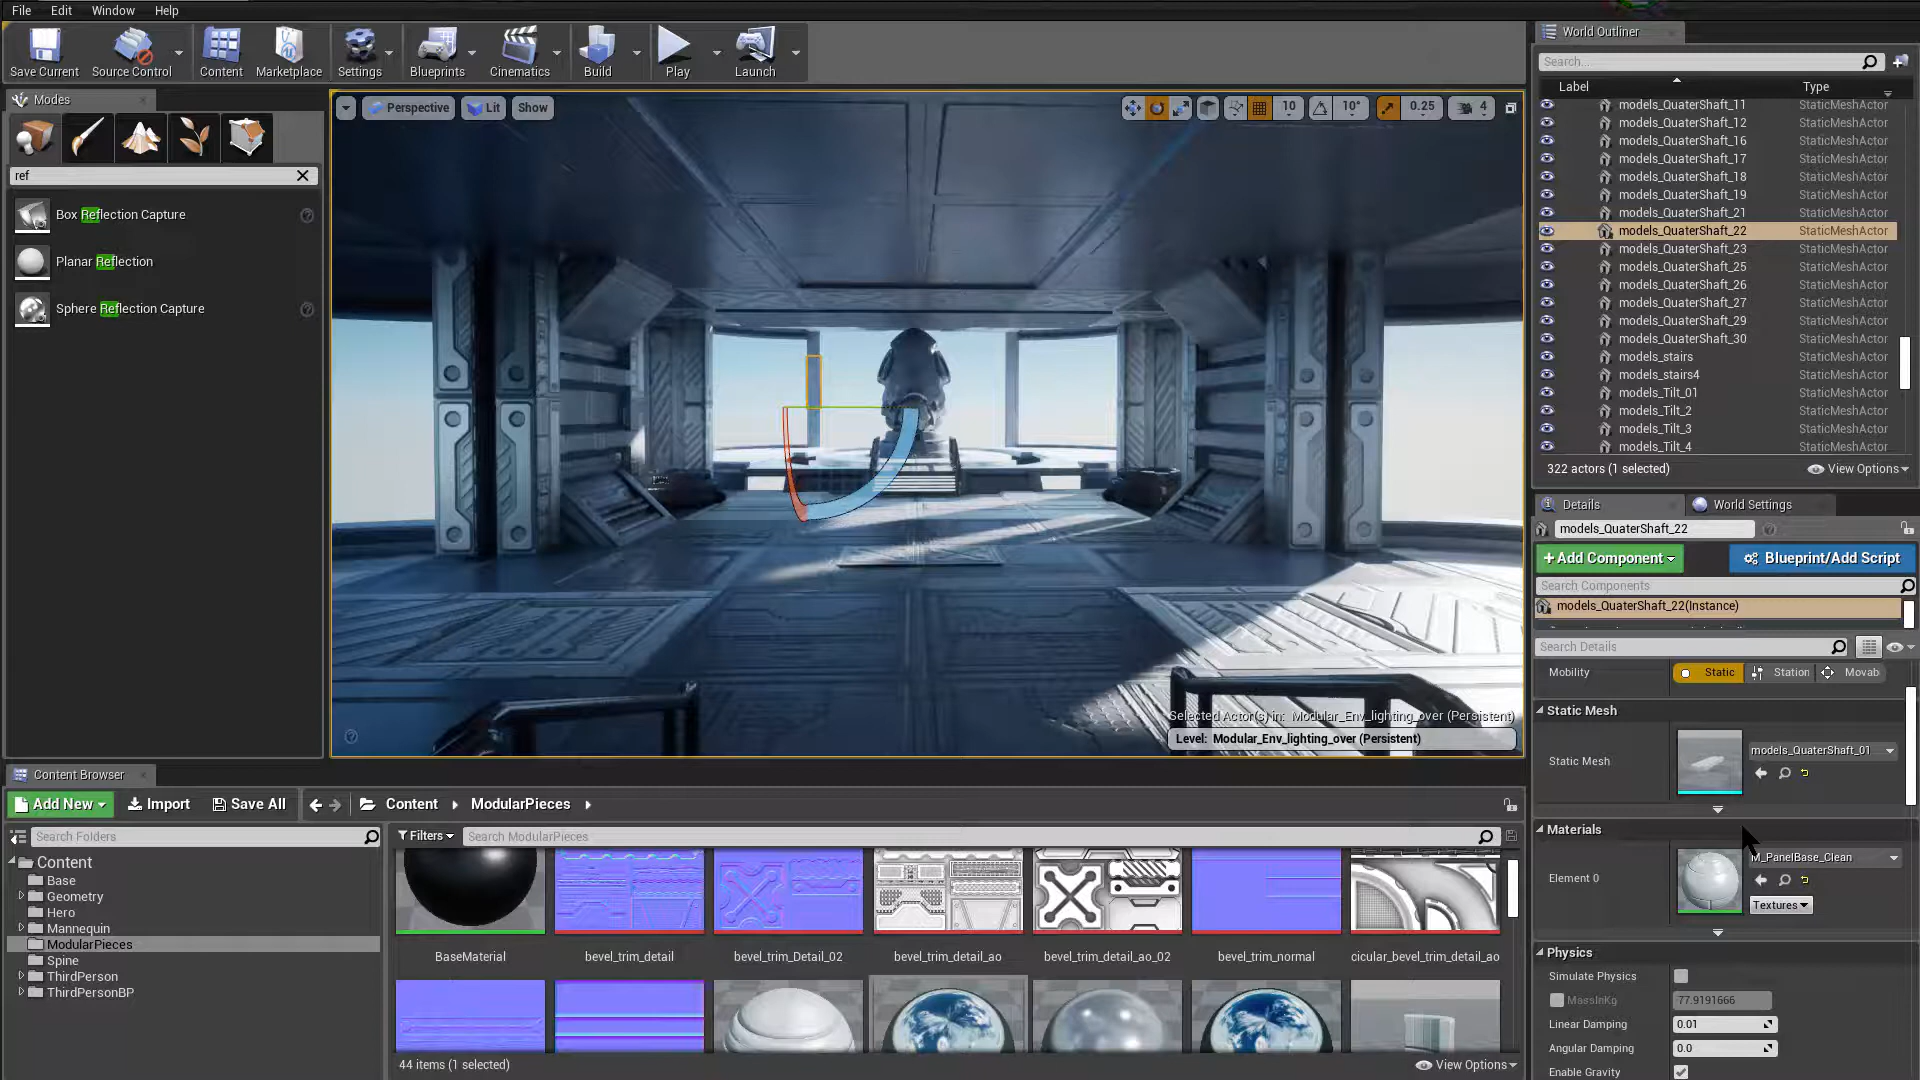 File Edit Window Help
Save Current Source Control Content Marketplace Settings Blueprints Cinematics Build Play Launch
Modes
ref
Box Reflection Capture
Planar Reflection
Sphere Reflection Capture
Perspective Lit Show 10 10° 0.25 4
Selected Actor(s) in: Modular_Env_lighting_over (Persistent)
Level: Modular_Env_lighting_over (Persistent)
World Outliner
Search...
Label Type
models_QuaterShaft_11 StaticMeshActor
models_QuaterShaft_12 StaticMeshActor
models_QuaterShaft_16 StaticMeshActor
models_QuaterShaft_17 StaticMeshActor
models_QuaterShaft_18 StaticMeshActor
models_QuaterShaft_19 StaticMeshActor
models_QuaterShaft_21 StaticMeshActor
models_QuaterShaft_22 StaticMeshActor
models_QuaterShaft_23 StaticMeshActor
models_QuaterShaft_25 StaticMeshActor
models_QuaterShaft_26 StaticMeshActor
models_QuaterShaft_27 StaticMeshActor
models_QuaterShaft_29 StaticMeshActor
models_QuaterShaft_30 StaticMeshActor
models_stairs StaticMeshActor
models_stairs4 StaticMeshActor
models_Tilt_01 StaticMeshActor
models_Tilt_2 StaticMeshActor
models_Tilt_3 StaticMeshActor
models_Tilt_4 StaticMeshActor
322 actors (1 selected) View Options
Details World Settings
models_QuaterShaft_22
+Add Component Blueprint/Add Script
Search Components
models_QuaterShaft_22(Instance)
Search Details
Mobility Static Station Movab
Static Mesh
Static Mesh models_QuaterShaft_01
Materials
Element 0 M_PanelBase_Clean
Textures
Physics
Simulate Physics
MassInKg 77.9191666
Linear Damping 0.01
Angular Damping 0.0
Enable Gravity
Content Browser
Add New Import Save All Content ModularPieces
Search Folders
Filters Search ModularPieces
Content
Base
Geometry
Hero
Mannequin
ModularPieces
Spine
ThirdPerson
ThirdPersonBP
BaseMaterial bevel_trim_detail bevel_trim_Detail_02 bevel_trim_detail_ao bevel_trim_detail_ao_02 bevel_trim_normal cicular_bevel_trim_detail_ao
44 items (1 selected) View Options